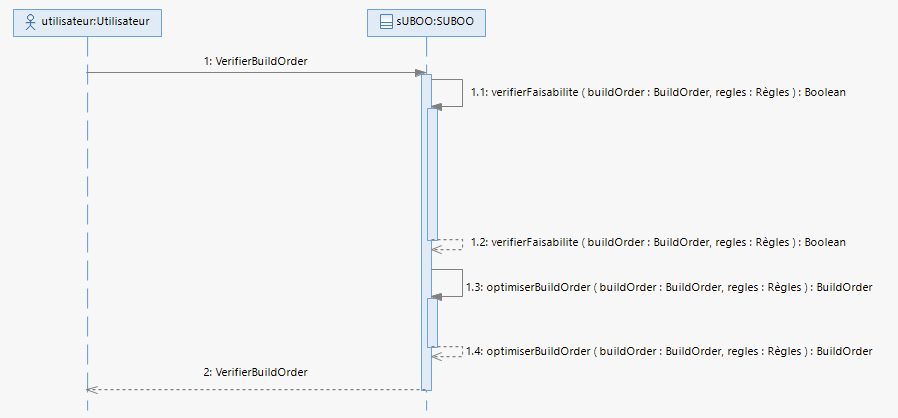 utilisateur:Utilisateur
sUBOO:SUBOO
1: VerifierBuildOrder
1.1: verifierFaisabilite ( buildOrder : BuildOrder, regles : Règles ) : Boolean
1.2: verifierFaisabilite ( buildOrder : BuildOrder, regles : Règles ) : Boolean
1.3: optimiserBuildOrder ( buildOrder : BuildOrder, regles : Règles ) : BuildOrder
1.4: optimiserBuildOrder ( buildOrder : BuildOrder, regles : Règles ) : BuildOrder
2: VerifierBuildOrder